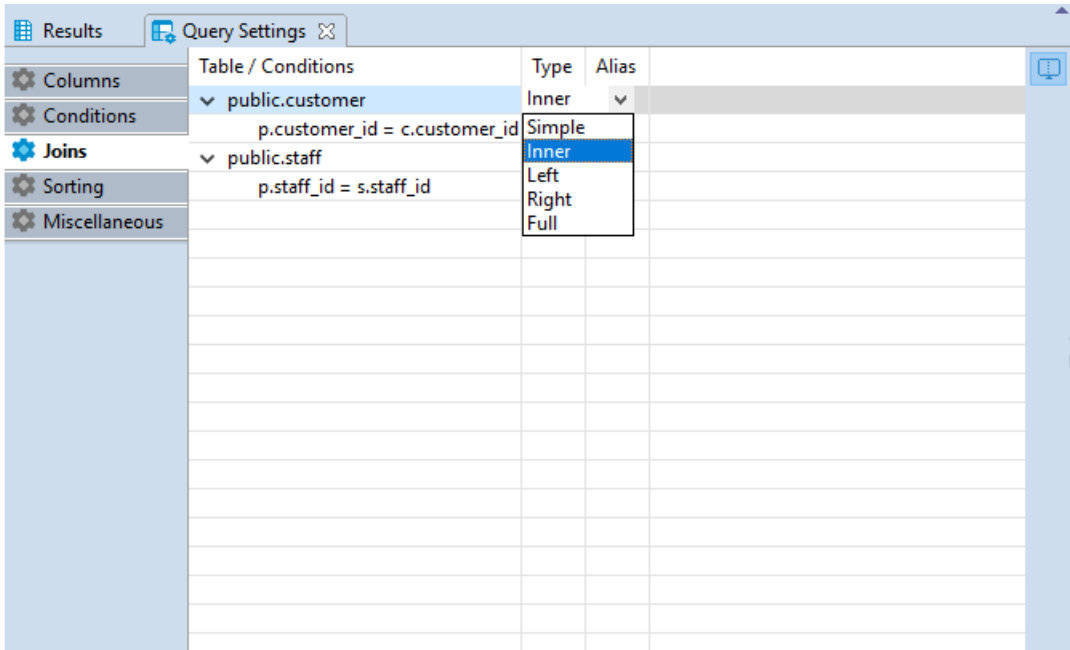 Results Query Settings
Table / Conditions Type Alias
Columns
public.customer Inner
Conditions
p.customer_id = c.customer_id Simple
Joins
public.staff Inner
Left
Sorting
p.staff_id = s.staff_id
Right
Miscellaneous
Full